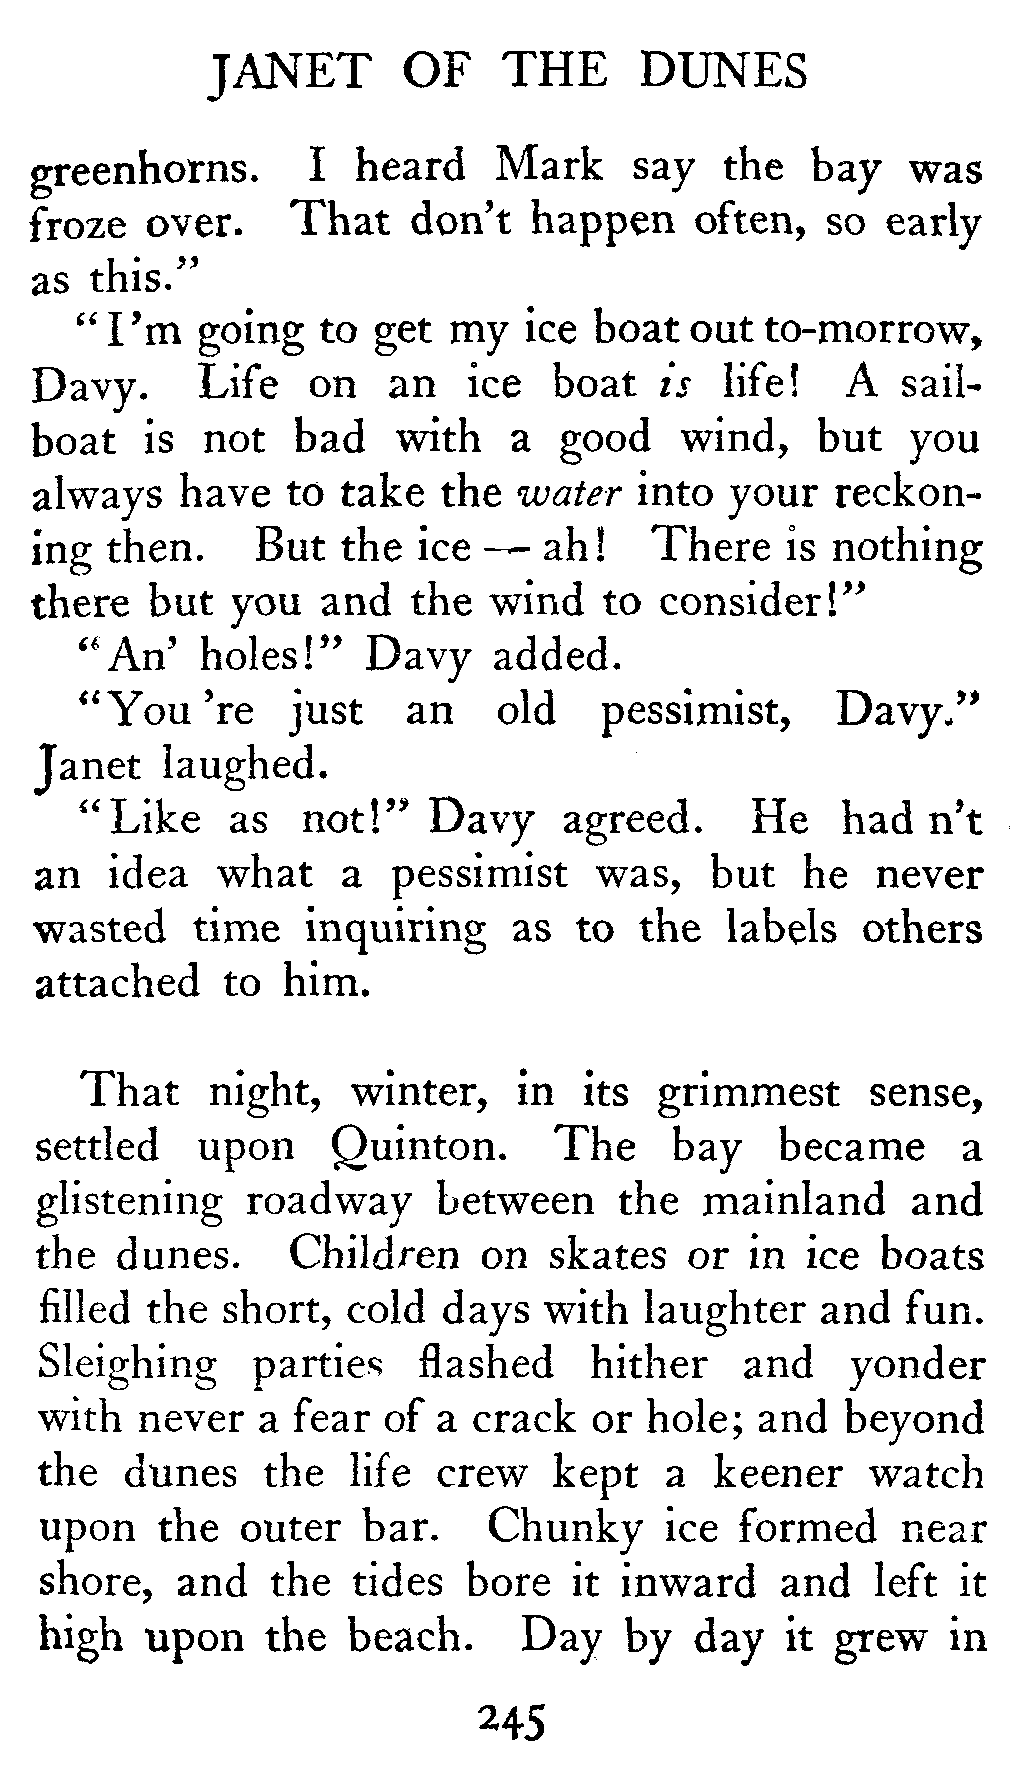 JANET OF THE DUNES
greenhorns. I heard Mark say the bay was
froze over. That don't happen often, so early
as this."
"I'm going to get my ice boat out to-morrow,
Davy. Life on an ice boat is life! A sail-
boat is not bad with a good wind, but you
always have to take the water into your reckon-
ing then. But the ice — ah! There is nothing
there but you and the wind to consider!"
"An' holes!" Davy added.
"You 're just an old pessimist, Davy."
Janet laughed.
"Like as not!" Davy agreed. He had n't
an idea what a pessimist was, but he never
wasted time inquiring as to the labels others
attached to him.
That night, winter, in its grimmest sense,
settled upon Quinton. The bay became a
glistening roadway between the mainland and
the dunes. Children on skates or in ice boats
filled the short, cold days with laughter and fun.
Sleighing parties flashed hither and yonder
with never a fear of a crack or hole; and beyond
the dunes the life crew kept a keener watch
upon the outer bar. Chunky ice formed near
shore, and the tides bore it inward and left it
high upon the beach. Day by day it grew in
245